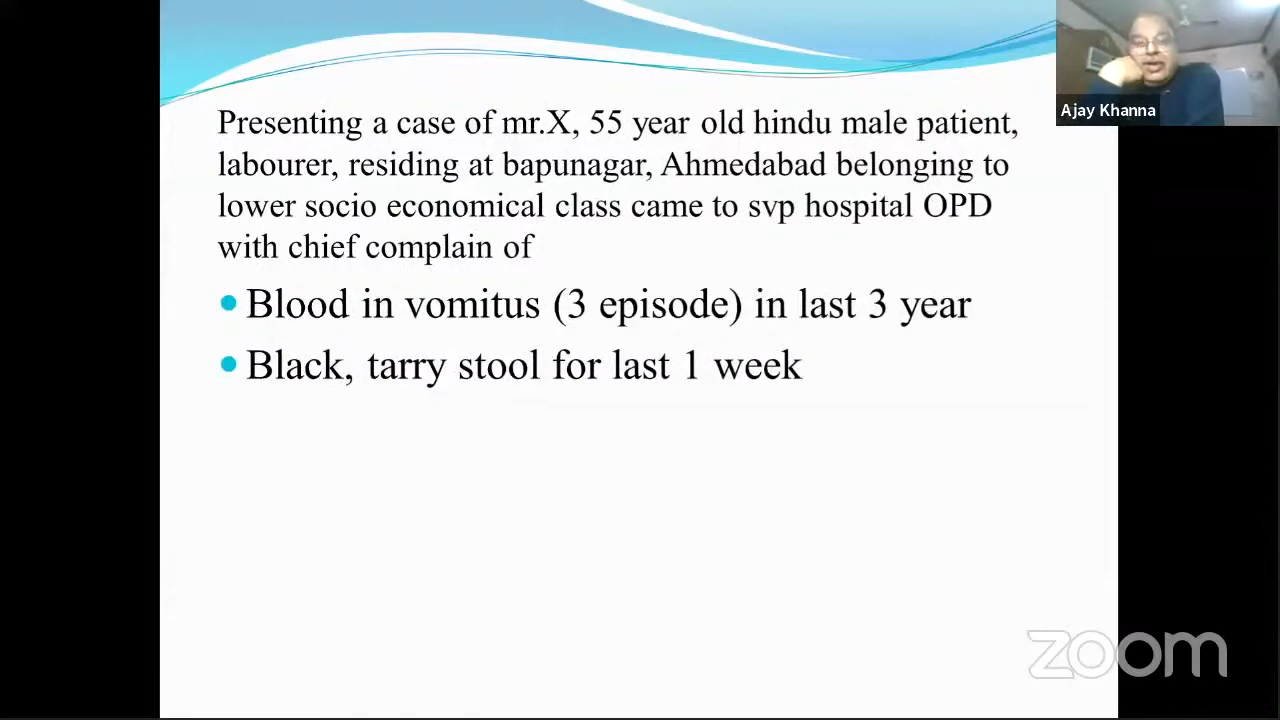 Presenting a case of mr.X, 55 year old hindu male patient,
labourer, residing at bapunagar, Ahmedabad belonging to
lower socio economical class came to svp hospital OPD
with chief complain of
• Blood in vomitus (3 episode) in last 3 year
• Black, tarry stool for last 1 week
Ajay Khanna
zoom